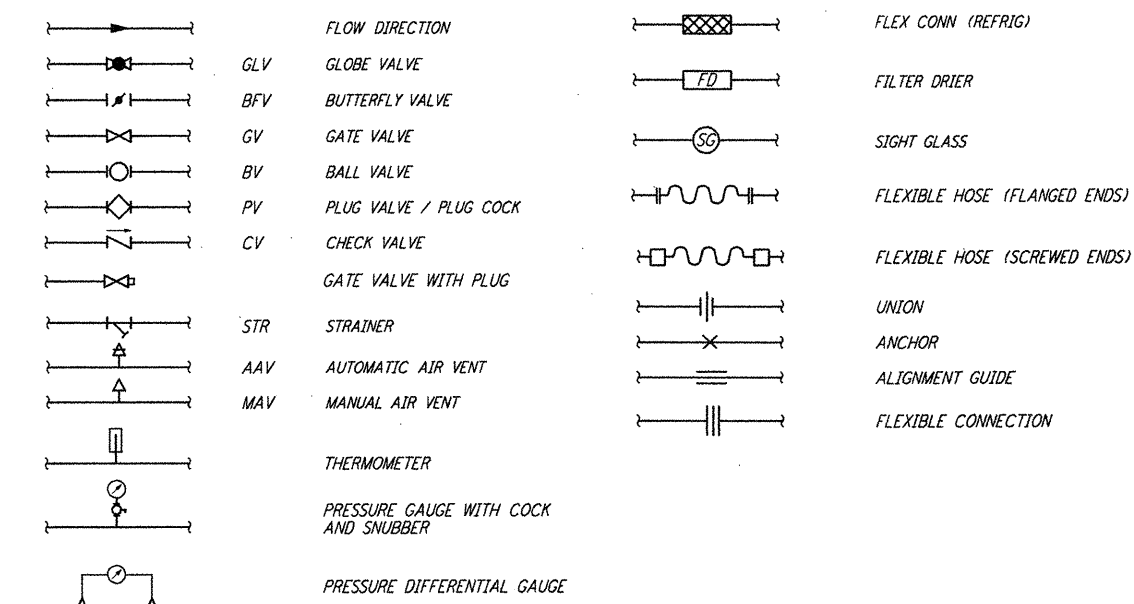 FLOW DIRECTION
GLV GLOBE VALVE
BFV BUTTERFLY VALVE
GV GATE VALVE
BV BALL VALVE
PV PLUG VALVE / PLUG COCK
CV CHECK VALVE
GATE VALVE WITH PLUG
STR STRAINER
AAV AUTOMATIC AIR VENT
MAV MANUAL AIR VENT
THERMOMETER
PRESSURE GAUGE WITH COCK
AND SNUBBER
PRESSURE DIFFERENTIAL GAUGE
FLEX CONN (REFRIG)
FD FILTER DRIER
SG SIGHT GLASS
FLEXIBLE HOSE (FLANGED ENDS)
FLEXIBLE HOSE (SCREWED ENDS)
UNION
ANCHOR
ALIGNMENT GUIDE
FLEXIBLE CONNECTION